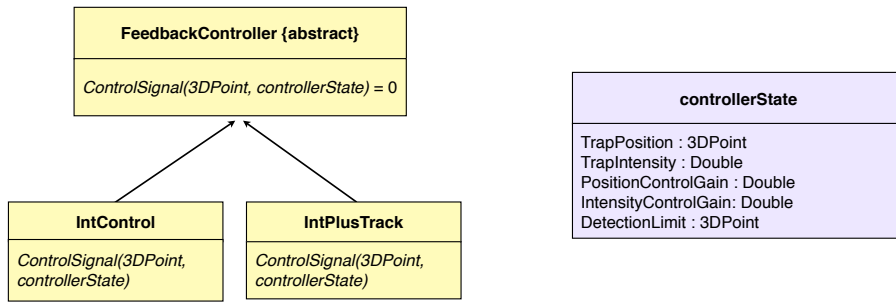 FeedbackController {abstract}
ControlSignal(3DPoint, controllerState) = 0
controllerState
TrapPosition : 3DPoint
TrapIntensity : Double
PositionControlGain : Double
IntensityControlGain: Double
DetectionLimit : 3DPoint
IntControl
ControlSignal(3DPoint,
controllerState)
IntPlusTrack
ControlSignal(3DPoint,
controllerState)